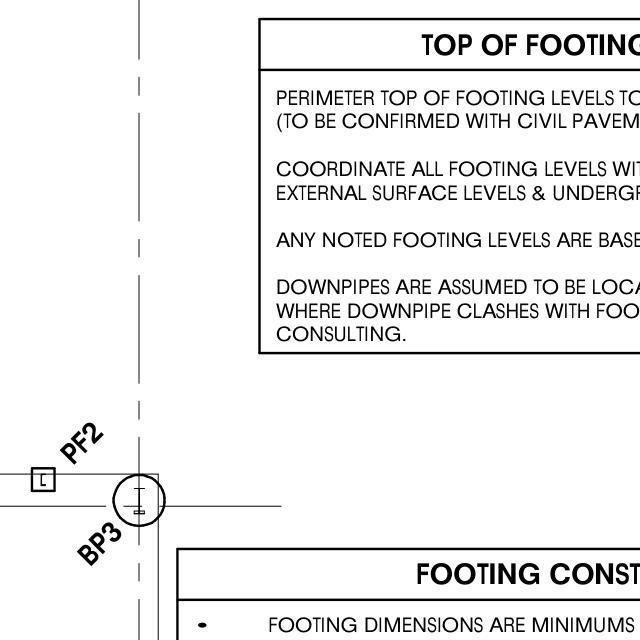 TOP OF FOOTING
PERIMETER TOP OF FOOTING LEVELS TO
(TO BE CONFIRMED WITH CIVIL PAVEM
COORDINATE ALL FOOTING LEVELS WIT
EXTERNAL SURFACE LEVELS & UNDERGR
ANY NOTED FOOTING LEVELS ARE BASE
DOWNPIPES ARE ASSUMED TO BE LOCA
WHERE DOWNPIPE CLASHES WITH FOO
CONSULTING.
PF2
BP3
FOOTING CONST
• FOOTING DIMENSIONS ARE MINIMUMS